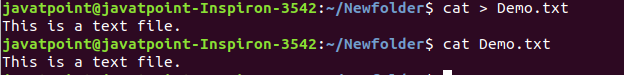 javatpoint@javatpoint-Inspiron-3542:~/Newfolder$ cat > Demo.txt
This is a text file.
javatpoint@javatpoint-Inspiron-3542:~/Newfolder$ cat Demo.txt
This is a text file.